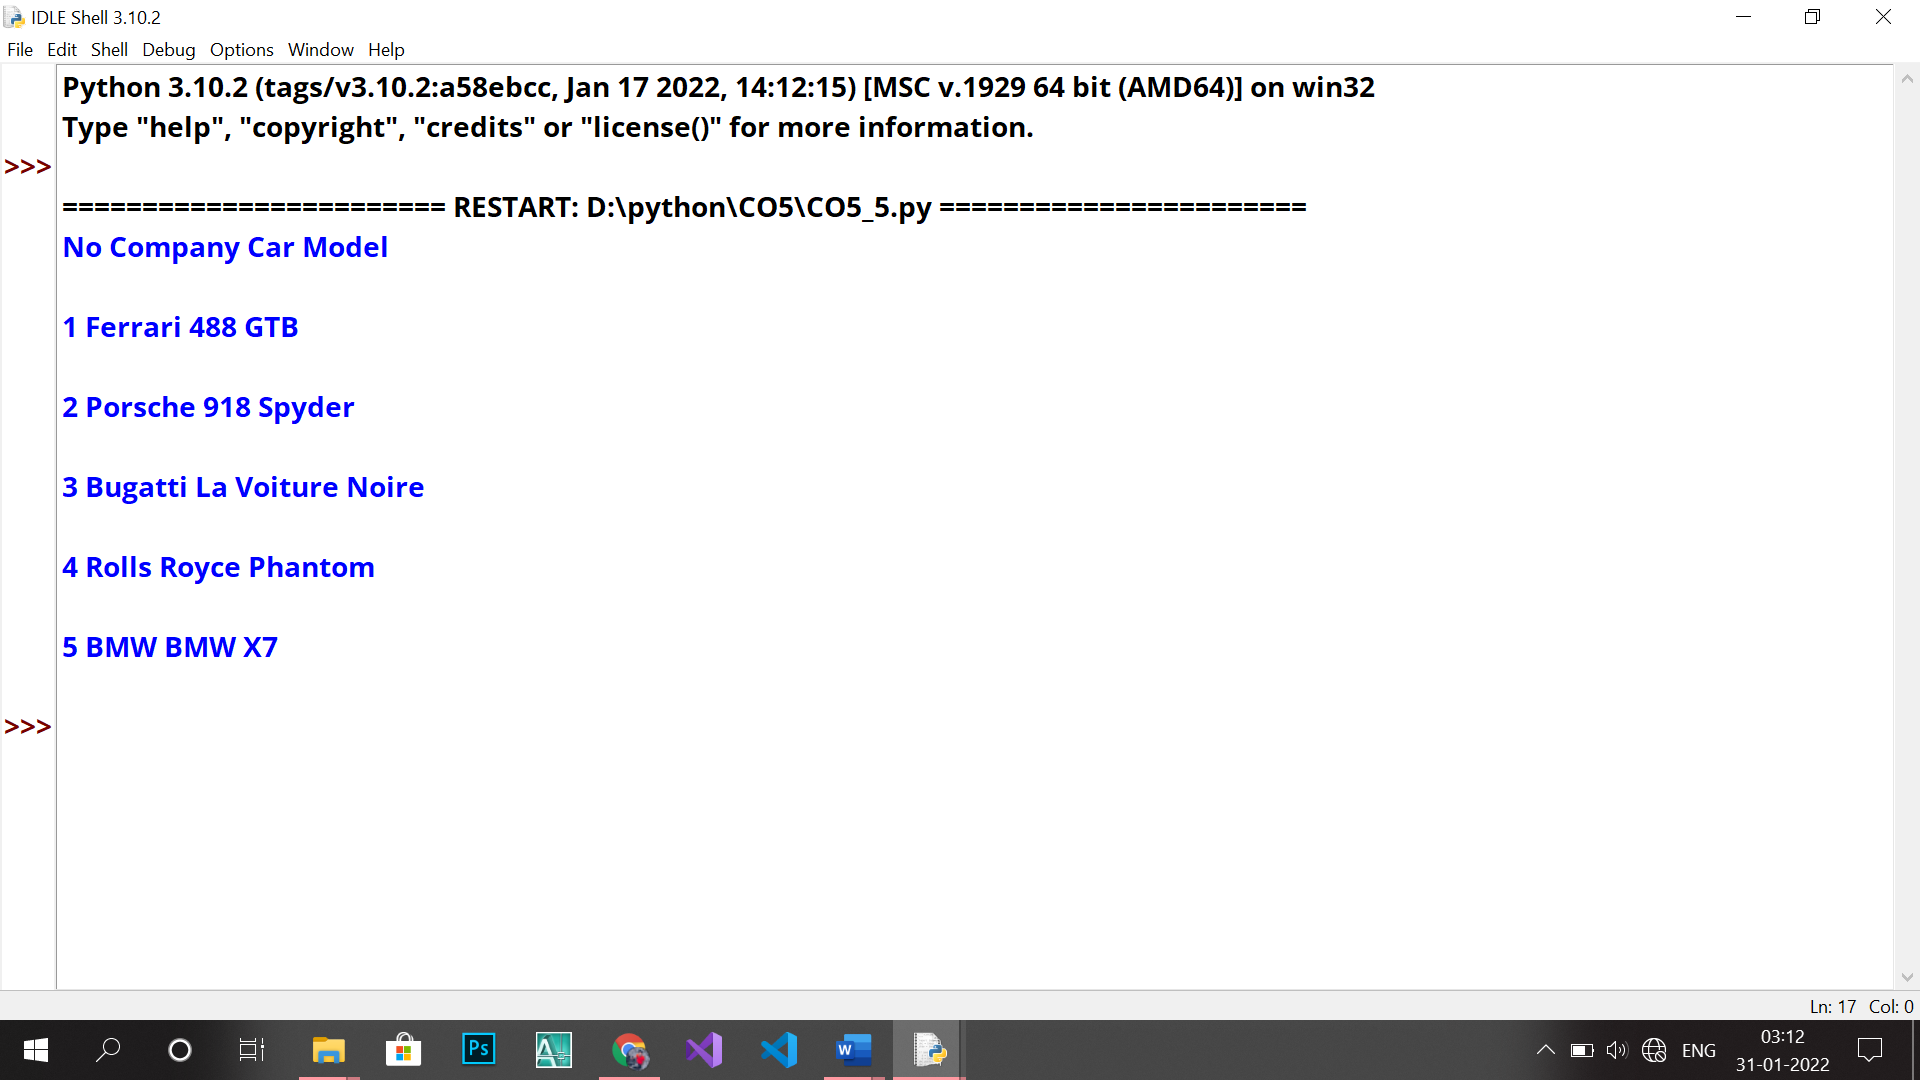 IDLE Shell 3.10.2
File Edit Shell Debug Options Window Help
Python 3.10.2 (tags/v3.10.2:a58ebcc, Jan 17 2022, 14:12:15) [MSC v.1929 64 bit (AMD64)] on win32
Type "help", "copyright", "credits" or "license()" for more information.
>>>
======================== RESTART: D:\python\CO5\CO5_5.py =======================
No Company Car Model
1 Ferrari 488 GTB
2 Porsche 918 Spyder
3 Bugatti La Voiture Noire
4 Rolls Royce Phantom
5 BMW BMW X7
>>>
Ln: 17 Col: 0
Ps
A
W
ENG
03:12
31-01-2022